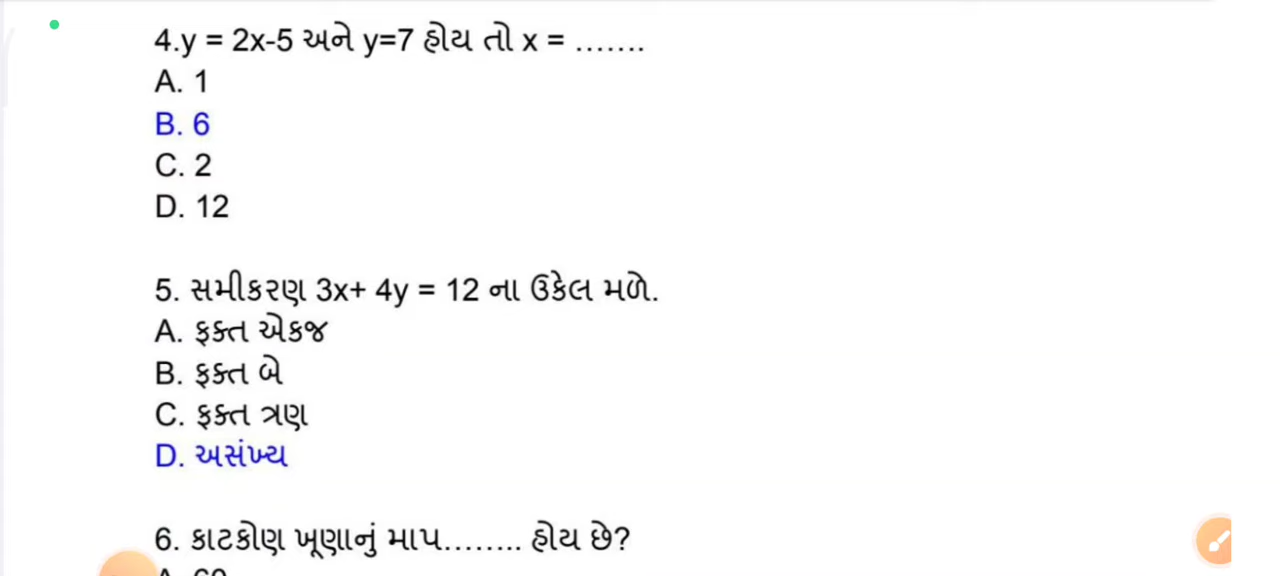 4.y = 2x-5 અને y=7 હોય તો x = .......
A. 1
B. 6
C. 2
D. 12
5. સમીકરણ 3x+ 4y = 12 ના ઉકેલ મળે.
A. ફક્ત એકજ
B. ફક્ત બે
C. ફક્ત ત્રણ
D. અસંખ્ય
6. કાટકોણ ખૂણાનું માપ........ હોય છે?